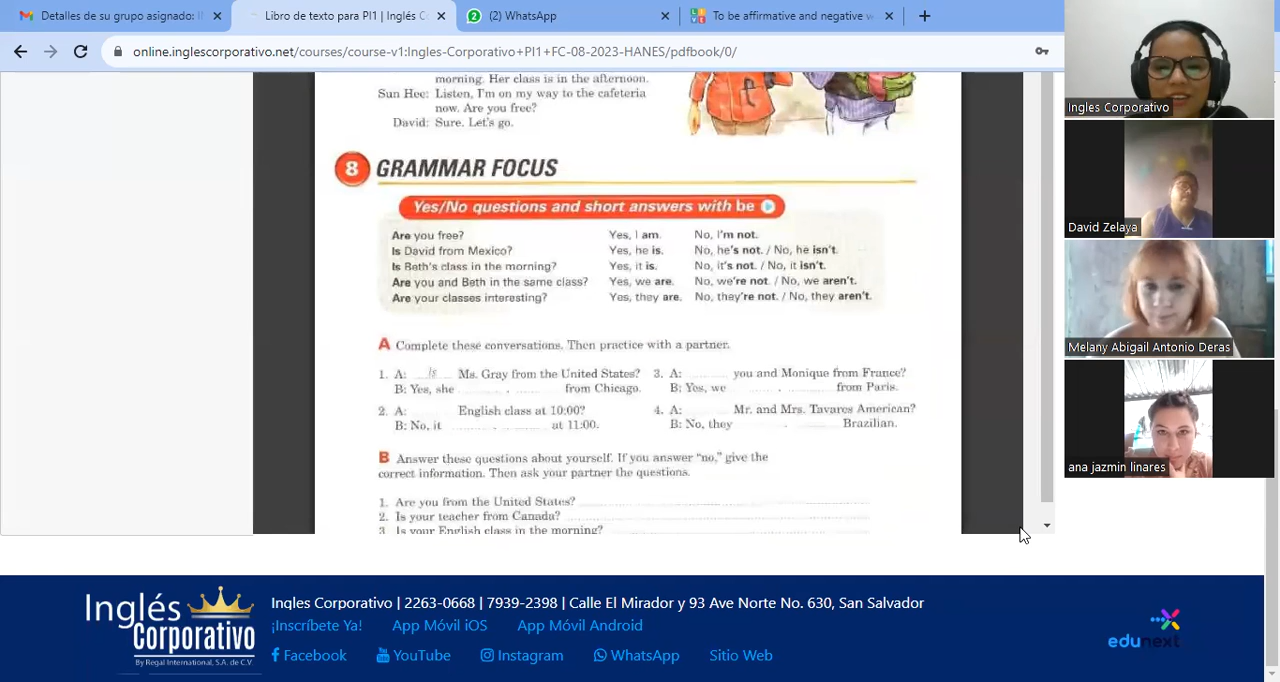 Detalles de su grupo asignado: II
Libro de texto para PI1 | Inglés C
(2) WhatsApp
To be affirmative and negative w
online.inglescorporativo.net/courses/course-v1:Ingles-Corporativo+PI1+FC-08-2023-HANES/pdfbook/0/
morning. Her class is in the afternoon.
Sun Hee: Listen, I'm on my way to the cafeteria
now. Are you free?
David: Sure. Let's go.
8 GRAMMAR FOCUS
Yes/No questions and short answers with be
Are you free? Yes, I am. No, I'm not.
Is David from Mexico? Yes, he is. No, he's not. / No, he isn't.
Is Beth's class in the morning? Yes, it is. No, it's not. / No, it isn't.
Are you and Beth in the same class? Yes, we are. No, we're not. / No, we aren't.
Are your classes interesting? Yes, they are. No, they're not. / No, they aren't.
A Complete these conversations. Then practice with a partner.
1. A: Is Ms. Gray from the United States?
B: Yes, she from Chicago.
2. A: English class at 10:00?
B: No, it at 11:00.
3. A: you and Monique from France?
B: Yes, we from Paris.
4. A: Mr. and Mrs. Tavares American?
B: No, they Brazilian.
B Answer these questions about yourself. If you answer "no," give the
correct information. Then ask your partner the questions.
1. Are you from the United States?
2. Is your teacher from Canada?
3. Is your English class in the morning?
Ingles Corporativo
David Zelaya
Melany Abigail Antonio Deras
ana jazmin linares
Inglés
Corporativo
By Regal International, S.A. de C.V.
Ingles Corporativo | 2263-0668 | 7939-2398 | Calle El Mirador y 93 Ave Norte No. 630, San Salvador
¡Inscríbete Ya! App Móvil iOS App Móvil Android
Facebook YouTube Instagram WhatsApp Sitio Web
edunext